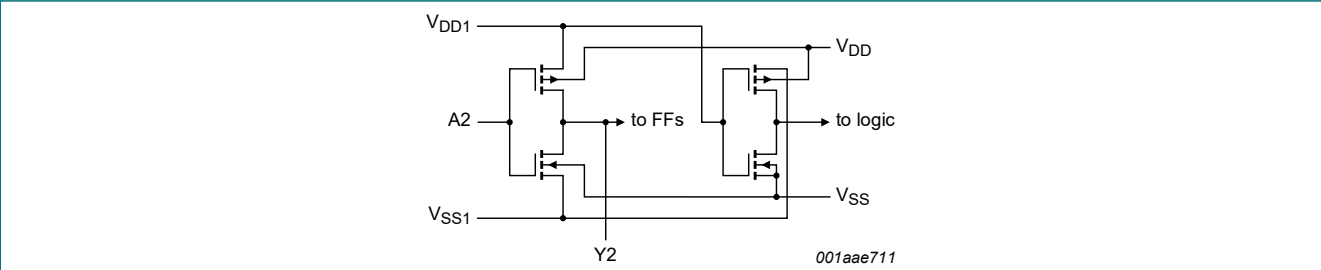 VDD1
VDD
A2
to FFs
to logic
VSS
VSS1
Y2
001aae711